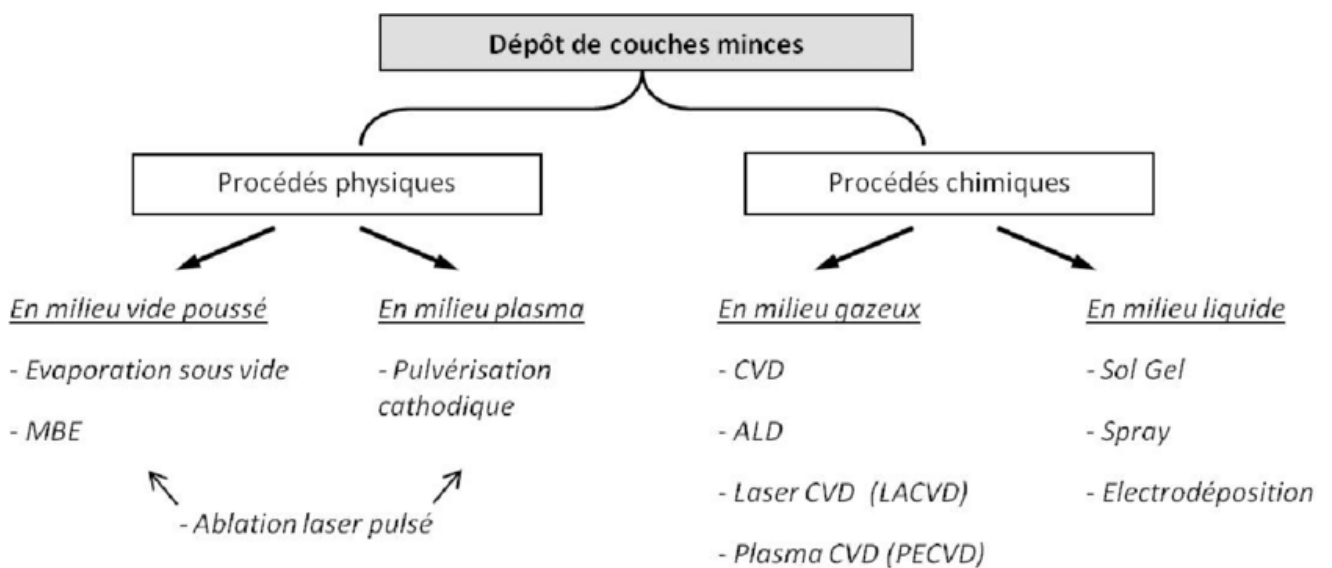 Dépôt de couches minces
Procédés physiques
Procédés chimiques
En milieu vide poussé
- Evaporation sous vide
- MBE
En milieu plasma
- Pulvérisation
cathodique
- Ablation laser pulsé
En milieu gazeux
- CVD
- ALD
- Laser CVD (LACVD)
- Plasma CVD (PECVD)
En milieu liquide
- Sol Gel
- Spray
- Electrodéposition